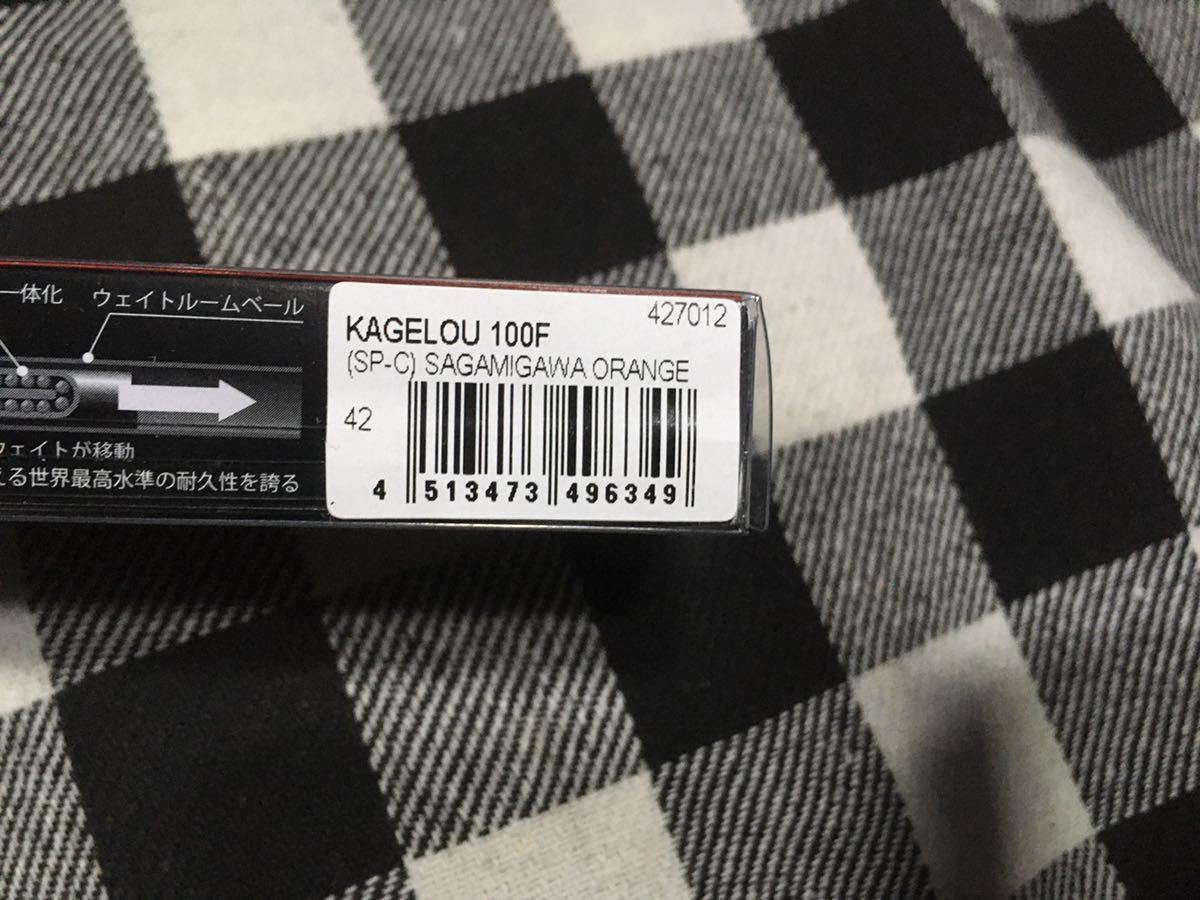 一体化
ウェイトルームベール
ウェイトが移動
える世界最高水準の耐久性を誇る
427012
KAGELOU 100F
(SP-C) SAGAMIGAWA ORANGE
42
4 513473 496349